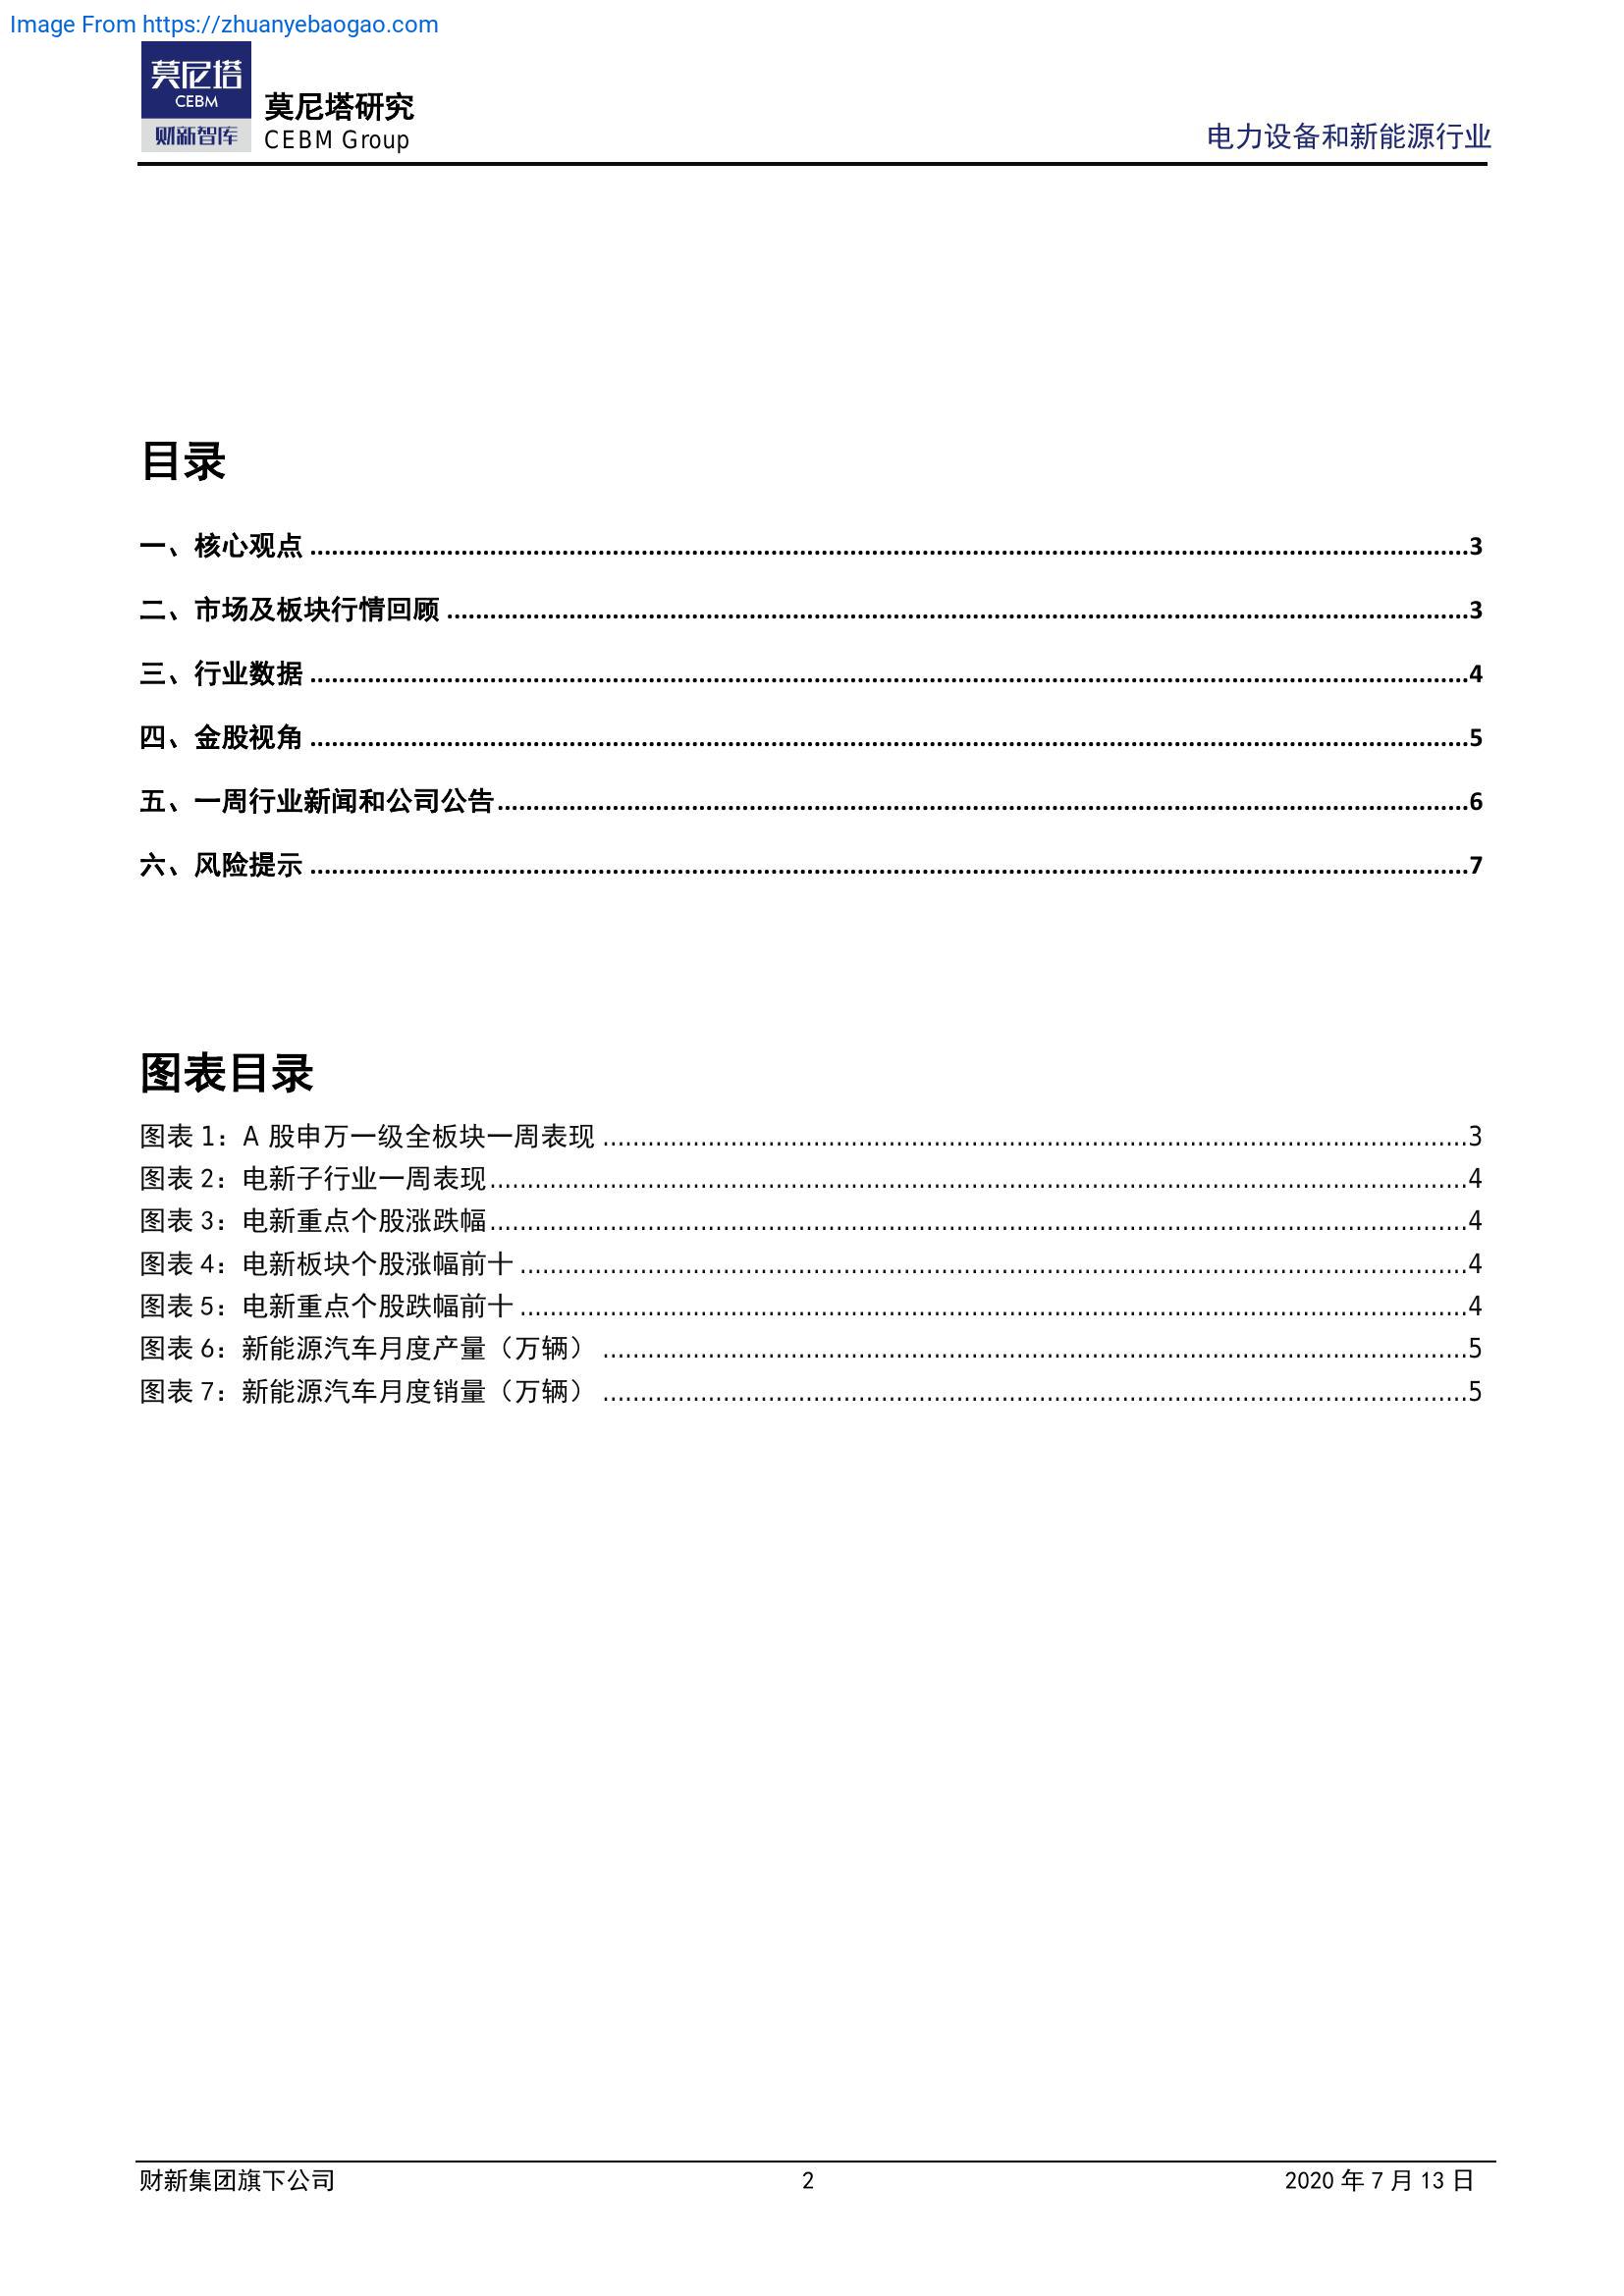 Image From https://zhuanyebaogao.com
莫尼塔
CEBM
财新智库
莫尼塔研究
CEBM Group
电力设备和新能源行业
目录
一、核心观点 ........................................ 3
二、市场及板块行情回顾 ........................................ 3
三、行业数据 ........................................ 4
四、金股视角 ........................................ 5
五、一周行业新闻和公司公告 ........................................ 6
六、风险提示 ........................................ 7
图表目录
图表 1：A 股申万一级全板块一周表现 ........................................ 3
图表 2：电新子行业一周表现 ........................................ 4
图表 3：电新重点个股涨跌幅 ........................................ 4
图表 4：电新板块个股涨幅前十 ........................................ 4
图表 5：电新重点个股跌幅前十 ........................................ 4
图表 6：新能源汽车月度产量（万辆） ........................................ 5
图表 7：新能源汽车月度销量（万辆） ........................................ 5
财新集团旗下公司
2
2020 年 7 月 13 日